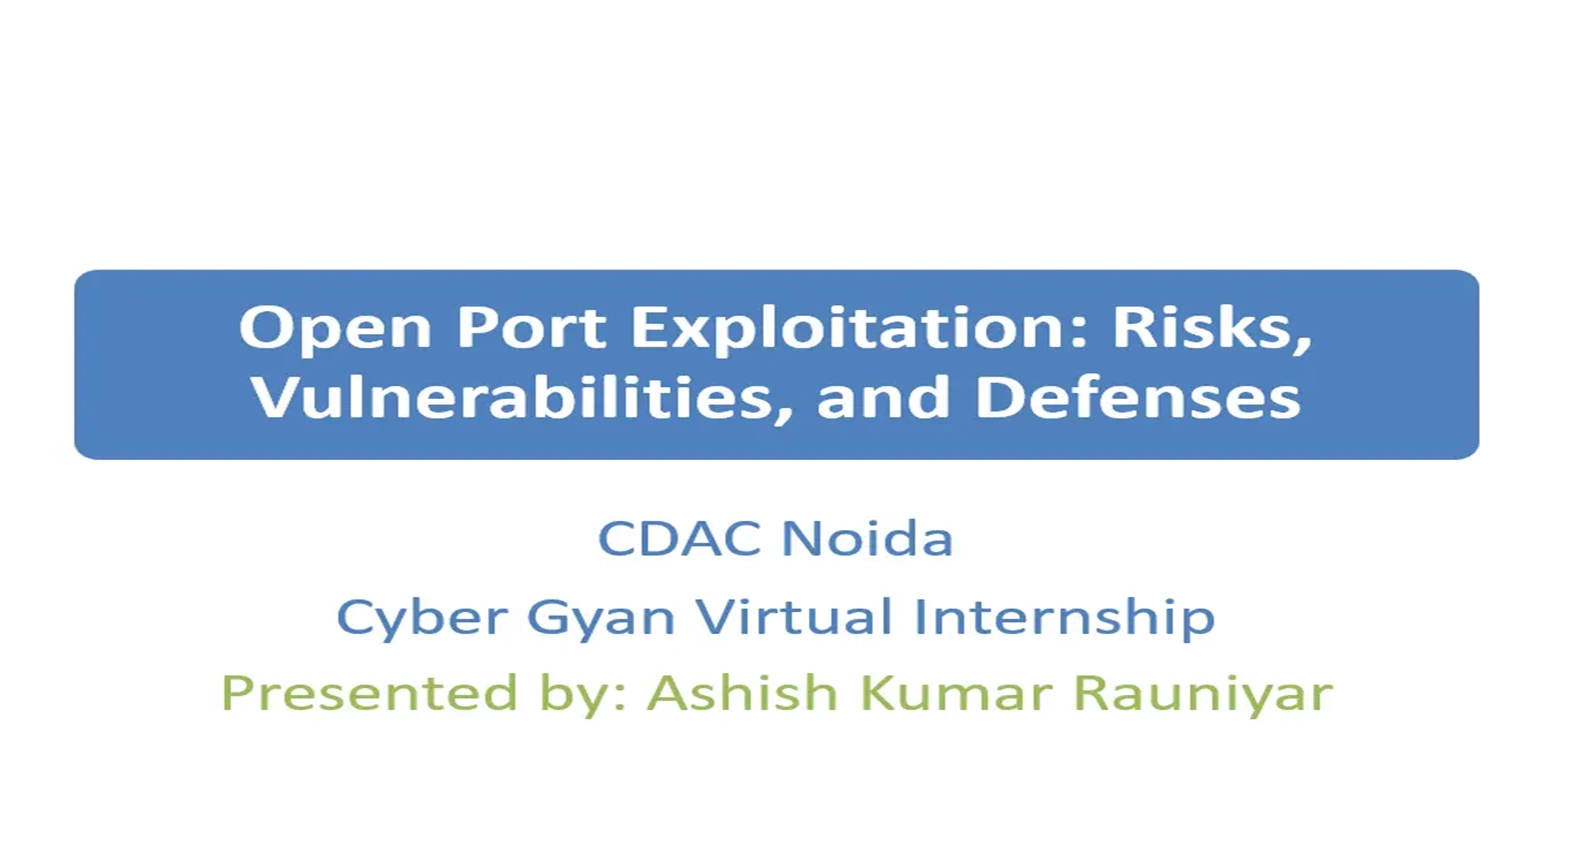 Open Port Exploitation: Risks,
Vulnerabilities, and Defenses
CDAC Noida
Cyber Gyan Virtual Internship
Presented by: Ashish Kumar Rauniyar